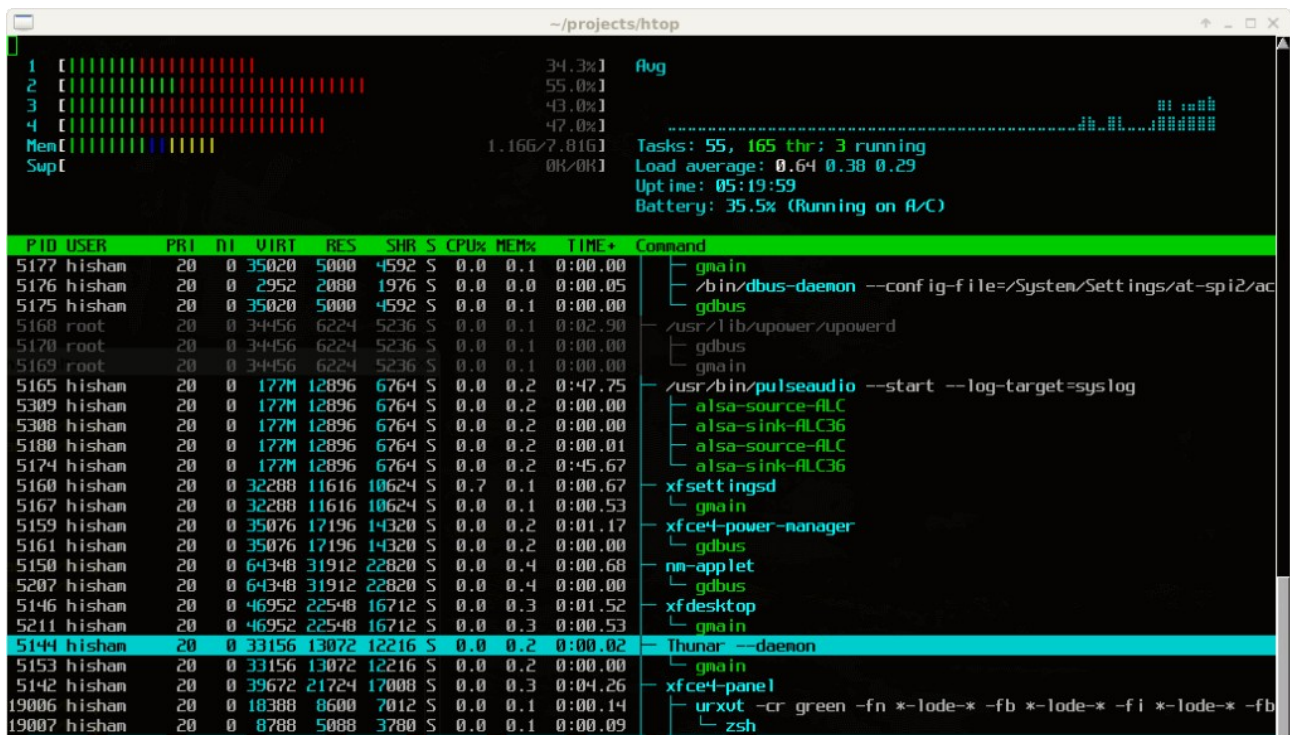 ~/projects/htop
1 [|||||||||||||||||||| 34.3%] Avg
2 [|||||||||||||||||||||||||||||||| 55.0%]
3 [||||||||||||||||||||||||| 43.0%]
4 [||||||||||||||||||||||||||| 47.0%]
Mem[|||||||||||||||| 1.16G/7.81G] Tasks: 55, 165 thr; 3 running
Swp[ 0K/0K] Load average: 0.64 0.38 0.29
Uptime: 05:19:59
Battery: 35.5% (Running on A/C)
PID USER PRI NI VIRT RES SHR S CPU% MEM% TIME+ Command
5177 hisham 20 0 35020 5000 4592 S 0.0 0.1 0:00.00 │ ├─ gmain
5176 hisham 20 0 2952 2080 1976 S 0.0 0.0 0:00.05 │ ├─ /bin/dbus-daemon --config-file=/System/Settings/at-spi2/ac
5175 hisham 20 0 35020 5000 4592 S 0.0 0.1 0:00.00 │ └─ gdbus
5168 root 20 0 34456 6224 5236 S 0.0 0.1 0:02.90 ├─ /usr/lib/upower/upowerd
5170 root 20 0 34456 6224 5236 S 0.0 0.1 0:00.00 │ ├─ gdbus
5169 root 20 0 34456 6224 5236 S 0.0 0.1 0:00.00 │ └─ gmain
5165 hisham 20 0 177M 12896 6764 S 0.0 0.2 0:47.75 ├─ /usr/bin/pulseaudio --start --log-target=syslog
5309 hisham 20 0 177M 12896 6764 S 0.0 0.2 0:00.00 │ ├─ alsa-source-ALC
5308 hisham 20 0 177M 12896 6764 S 0.0 0.2 0:00.00 │ ├─ alsa-sink-ALC36
5180 hisham 20 0 177M 12896 6764 S 0.0 0.2 0:00.01 │ ├─ alsa-source-ALC
5174 hisham 20 0 177M 12896 6764 S 0.0 0.2 0:45.67 │ └─ alsa-sink-ALC36
5160 hisham 20 0 32288 11616 10624 S 0.7 0.1 0:00.67 ├─ xfsettingsd
5167 hisham 20 0 32288 11616 10624 S 0.0 0.1 0:00.53 │ └─ gmain
5159 hisham 20 0 35076 17196 14320 S 0.0 0.2 0:01.17 ├─ xfce4-power-manager
5161 hisham 20 0 35076 17196 14320 S 0.0 0.2 0:00.00 │ └─ gdbus
5150 hisham 20 0 64348 31912 22820 S 0.0 0.4 0:00.68 ├─ nm-applet
5207 hisham 20 0 64348 31912 22820 S 0.0 0.4 0:00.00 │ └─ gdbus
5146 hisham 20 0 46952 22548 16712 S 0.0 0.3 0:01.52 ├─ xfdesktop
5211 hisham 20 0 46952 22548 16712 S 0.0 0.3 0:00.53 │ └─ gmain
5144 hisham 20 0 33156 13072 12216 S 0.0 0.2 0:00.02 ├─ Thunar --daemon
5153 hisham 20 0 33156 13072 12216 S 0.0 0.2 0:00.00 │ └─ gmain
5142 hisham 20 0 39672 21724 17008 S 0.0 0.3 0:04.26 ├─ xfce4-panel
19006 hisham 20 0 18388 8600 7012 S 0.0 0.1 0:00.14 │ ├─ urxvt -cr green -fn *-lode-* -fb *-lode-* -fi *-lode-* -fb
19007 hisham 20 0 8788 5088 3780 S 0.0 0.1 0:00.09 │ │ └─ zsh